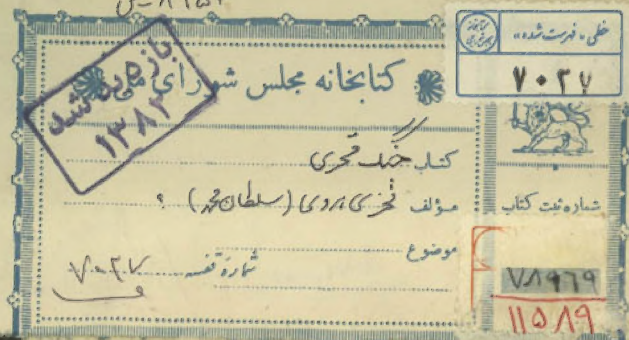 خطی «فهرست شده»
۷۰۲۷
کتابخانه مجلس شورای ملی
بازدید شد
۱۳۸۲
کتاب جنگ فخری
مؤلف فخری هروی (سلطان محمد) ؟
شماره ثبت کتاب
موضوع
شماره قفسه ۷۰۲۷
۷۸۹۶۹
۱۱۵۸۹